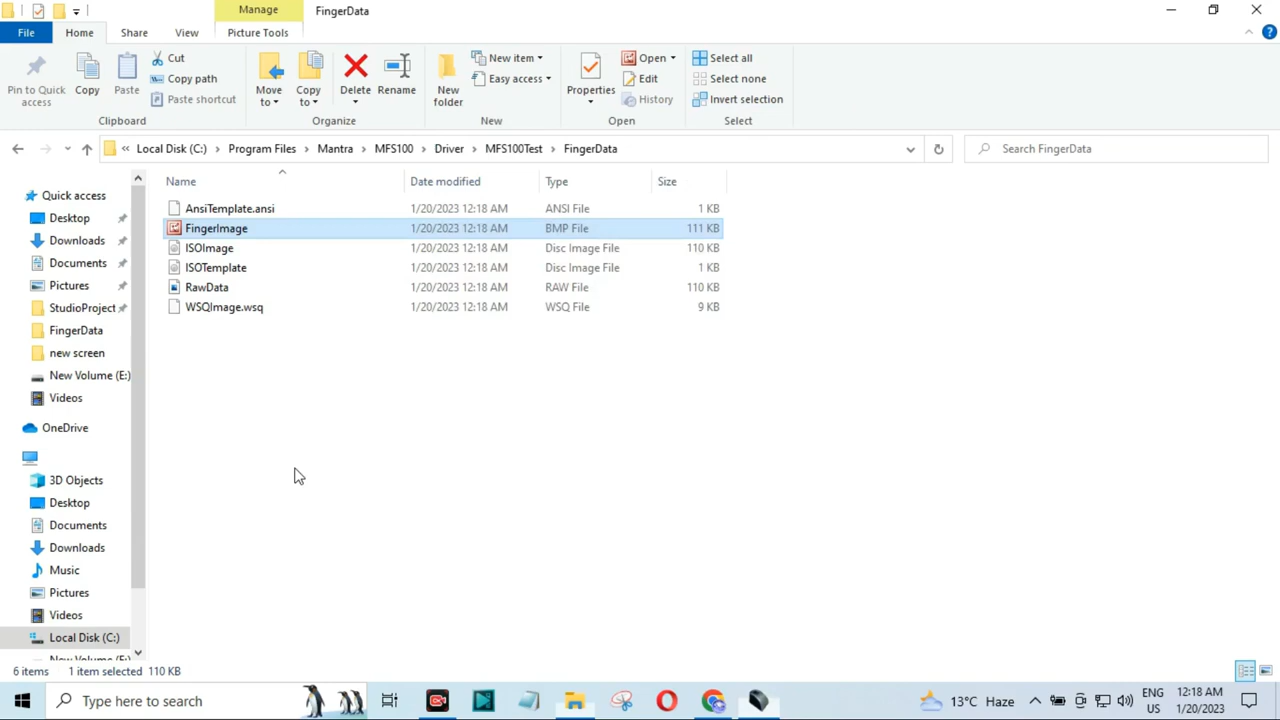 Manage
FingerData
File
Home
Share
View
Picture Tools
Pin to Quick access
Copy
Paste
Cut
Copy path
Paste shortcut
Clipboard
Move to
Copy to
Delete
Rename
Organize
New folder
New item
Easy access
New
Properties
Open
Edit
History
Open
Select all
Select none
Invert selection
Select
« Local Disk (C:) › Program Files › Mantra › MFS100 › Driver › MFS100Test › FingerData
Search FingerData
Name Date modified Type Size
AnsiTemplate.ansi 1/20/2023 12:18 AM ANSI File 1 KB
FingerImage 1/20/2023 12:18 AM BMP File 111 KB
ISOImage 1/20/2023 12:18 AM Disc Image File 110 KB
ISOTemplate 1/20/2023 12:18 AM Disc Image File 1 KB
RawData 1/20/2023 12:18 AM RAW File 110 KB
WSQImage.wsq 1/20/2023 12:18 AM WSQ File 9 KB
Quick access
Desktop
Downloads
Documents
Pictures
StudioProject
FingerData
new screen
New Volume (E:)
Videos
OneDrive
3D Objects
Desktop
Documents
Downloads
Music
Pictures
Videos
Local Disk (C:)
6 items 1 item selected 110 KB
Type here to search
13°C Haze
ENG
US
12:18 AM
1/20/2023